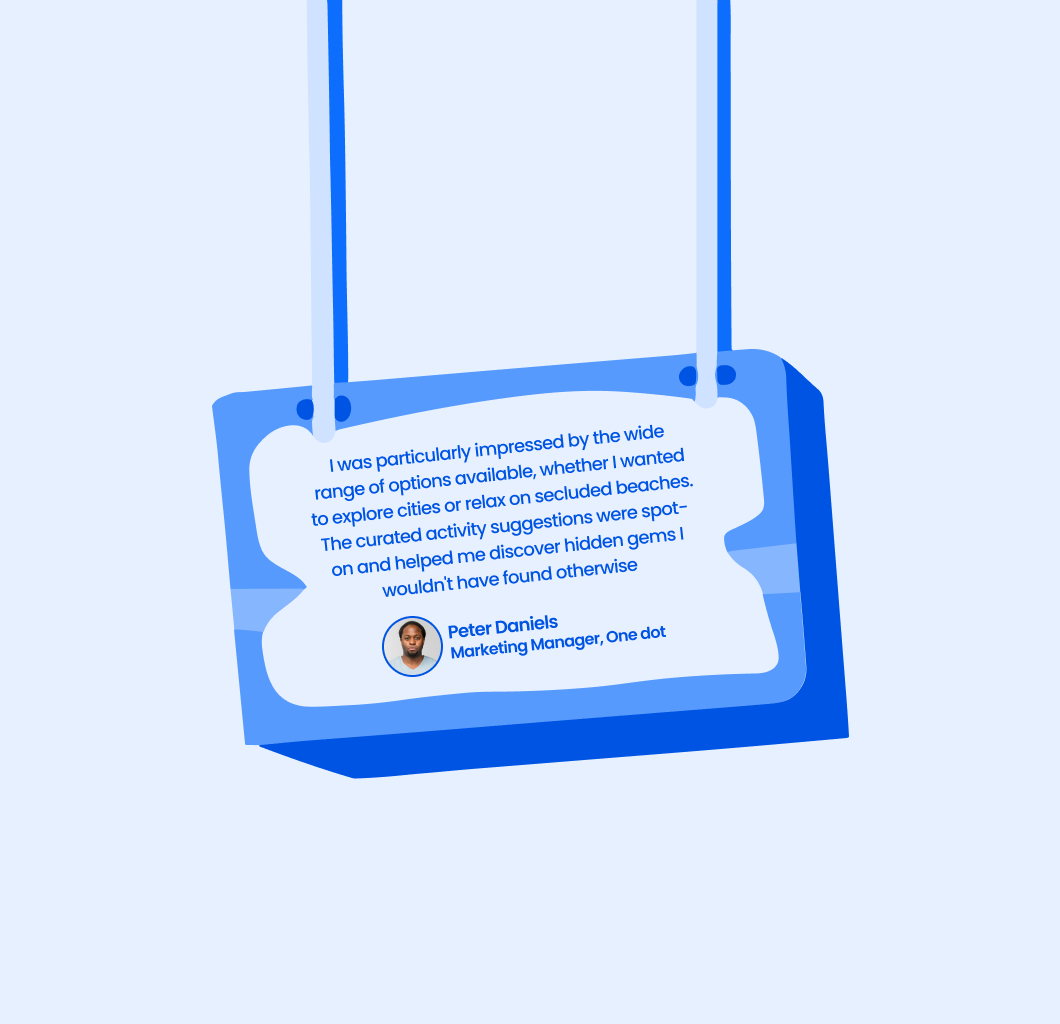 I was particularly impressed by the wide
range of options available, whether I wanted
to explore cities or relax on secluded beaches.
The curated activity suggestions were spot-
on and helped me discover hidden gems I
wouldn't have found otherwise
Peter Daniels
Marketing Manager, One dot